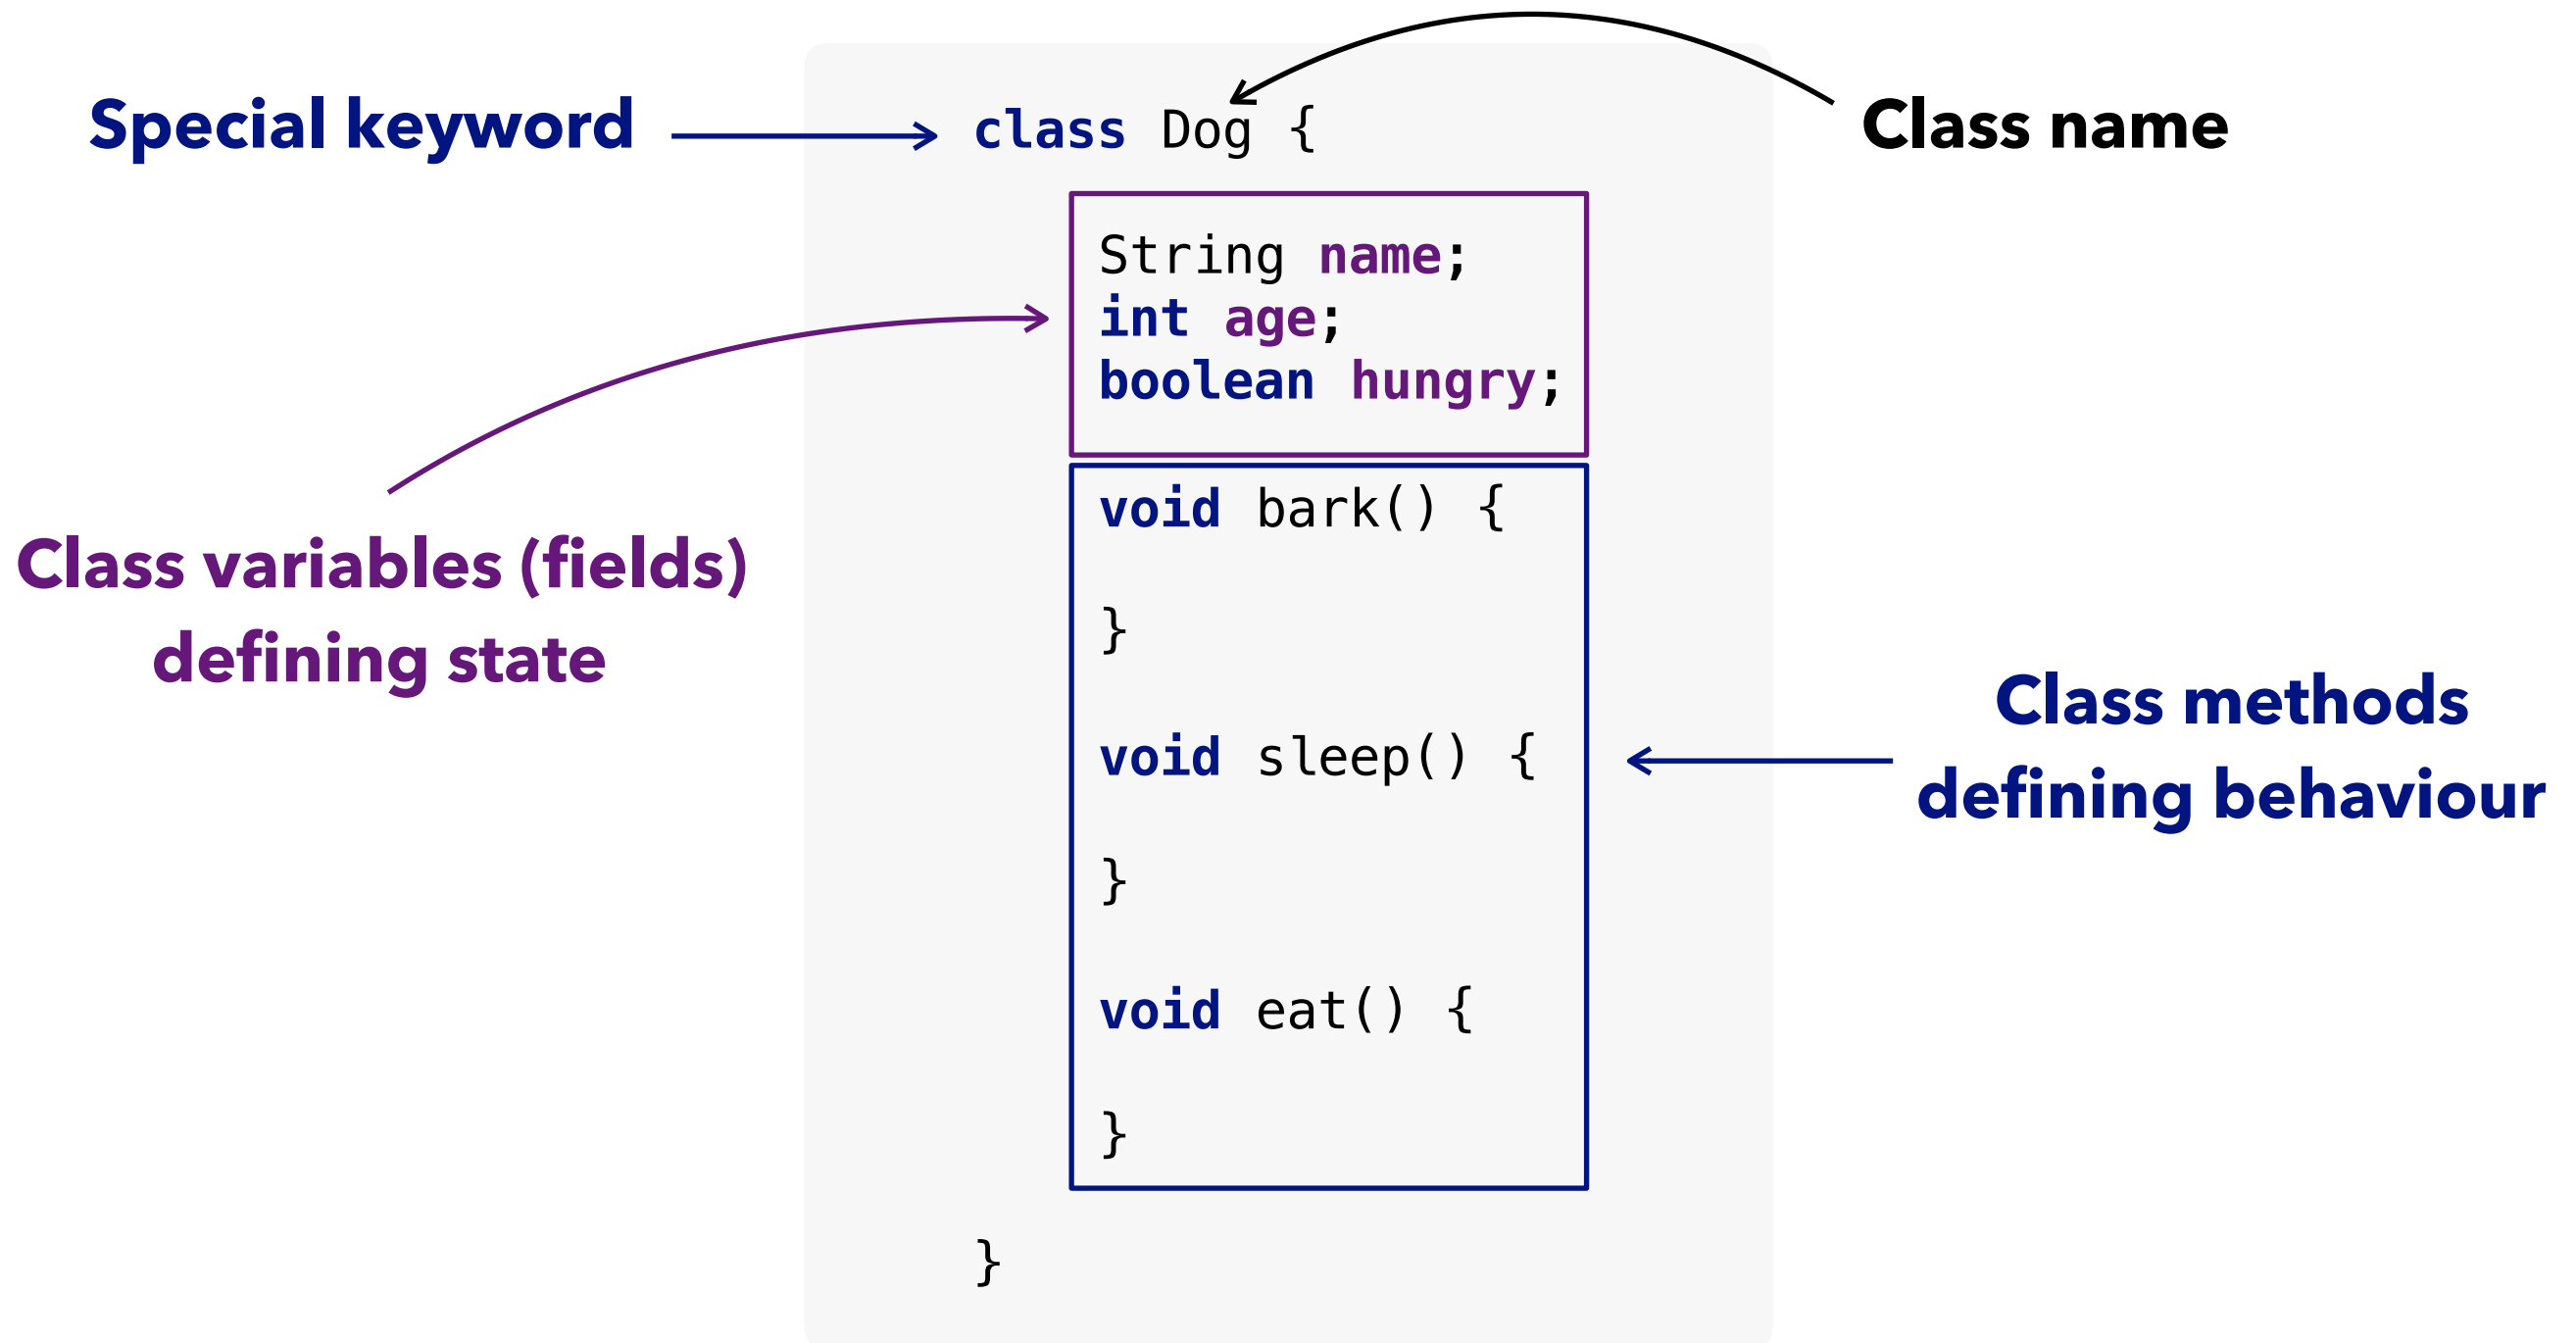 Special keyword
class Dog {
Class name
String name;
int age;
boolean hungry;
Class variables (fields)
defining state
void bark() {
}
void sleep() {
}
void eat() {
}
Class methods
defining behaviour
}